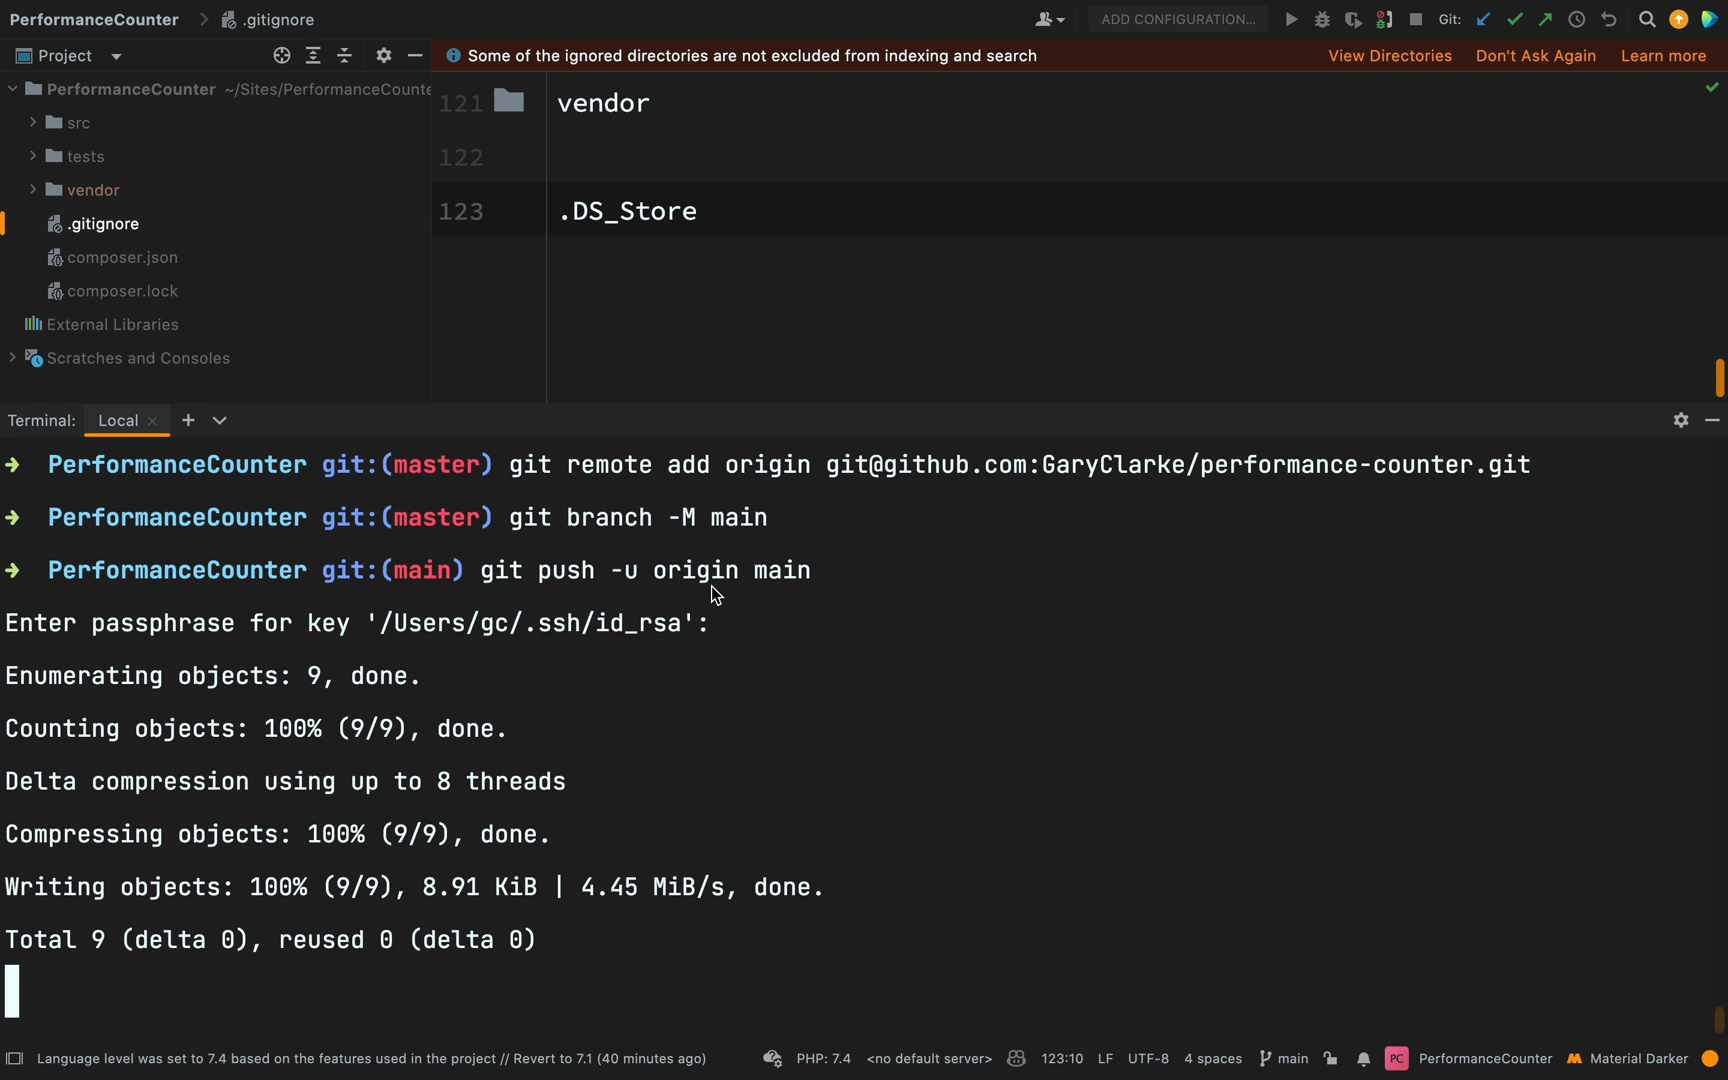 PerformanceCounter .gitignore ADD CONFIGURATION... Git:
Project
Some of the ignored directories are not excluded from indexing and search View Directories Don't Ask Again Learn more
PerformanceCounter ~/Sites/PerformanceCounte
src
tests
vendor
.gitignore
composer.json
composer.lock
External Libraries
Scratches and Consoles
121 vendor
122
123 .DS_Store
Terminal: Local
→ PerformanceCounter git:(master) git remote add origin git@github.com:GaryClarke/performance-counter.git
→ PerformanceCounter git:(master) git branch -M main
→ PerformanceCounter git:(main) git push -u origin main
Enter passphrase for key '/Users/gc/.ssh/id_rsa':
Enumerating objects: 9, done.
Counting objects: 100% (9/9), done.
Delta compression using up to 8 threads
Compressing objects: 100% (9/9), done.
Writing objects: 100% (9/9), 8.91 KiB | 4.45 MiB/s, done.
Total 9 (delta 0), reused 0 (delta 0)
Language level was set to 7.4 based on the features used in the project // Revert to 7.1 (40 minutes ago) PHP: 7.4 <no default server> 123:10 LF UTF-8 4 spaces main PC PerformanceCounter Material Darker